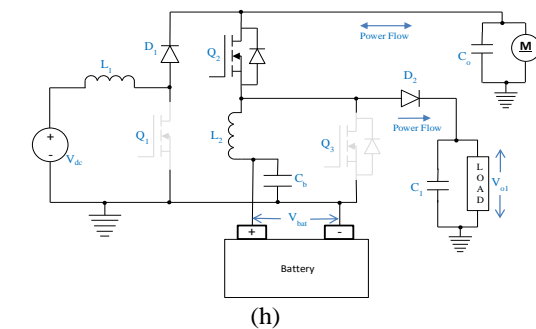 D1
Q2
Power Flow
Co
M
L1
D2
Power Flow
Vdc
+
-
Q1
L2
Q3
Cb
C1
LOAD
Vo1
Vbat
+
-
Battery
(h)